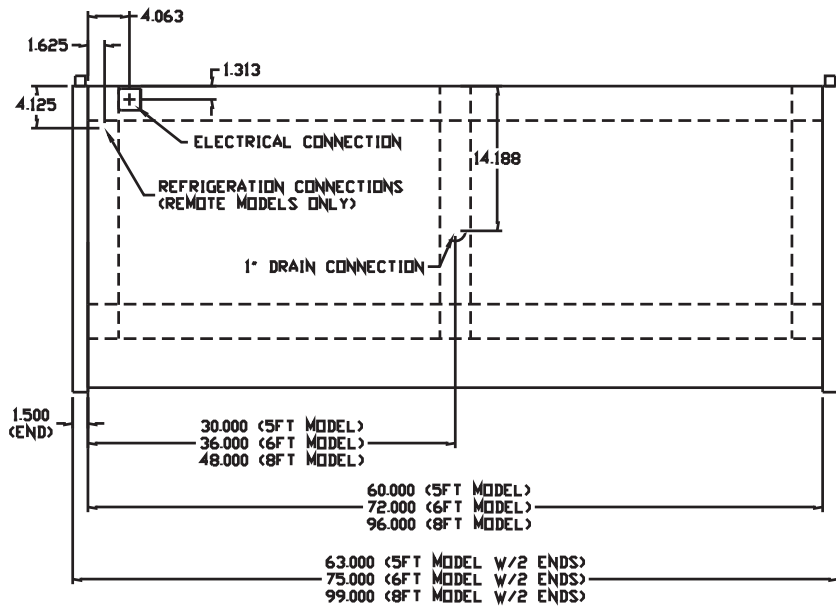 4.063
1.625
1.313
4.125
ELECTRICAL CONNECTION
14.188
REFRIGERATION CONNECTIONS
(REMOTE MODELS ONLY)
1" DRAIN CONNECTION
1.500
(END)
30.000 (5FT MODEL)
36.000 (6FT MODEL)
48.000 (8FT MODEL)
60.000 (5FT MODEL)
72.000 (6FT MODEL)
96.000 (8FT MODEL)
63.000 (5FT MODEL W/2 ENDS)
75.000 (6FT MODEL W/2 ENDS)
99.000 (8FT MODEL W/2 ENDS)